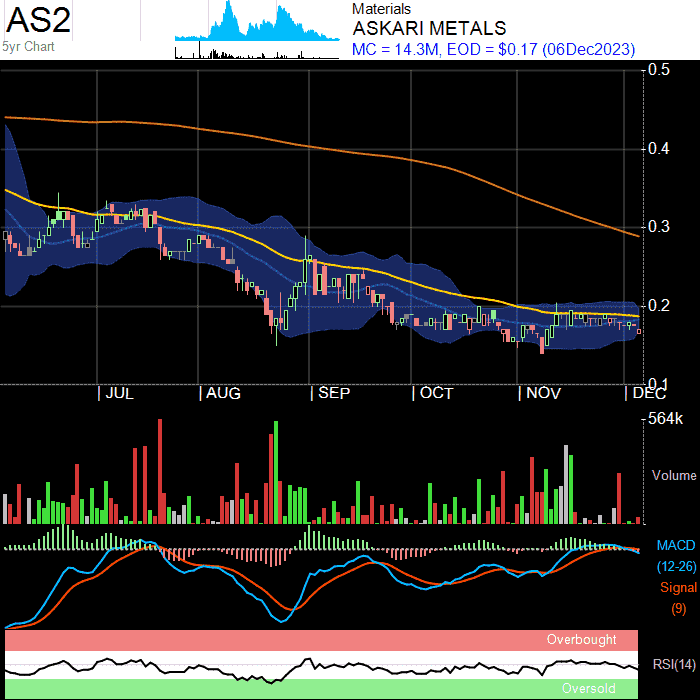 AS2
5yr Chart
Materials
ASKARI METALS
MC = 14.3M, EOD = $0.17 (06Dec2023)
0.5
0.4
0.3
0.2
0.1
| JUL | AUG | SEP | OCT | NOV | DEC
564k
Volume
MACD
(12-26)
Signal
(9)
Overbought
RSI(14)
Oversold